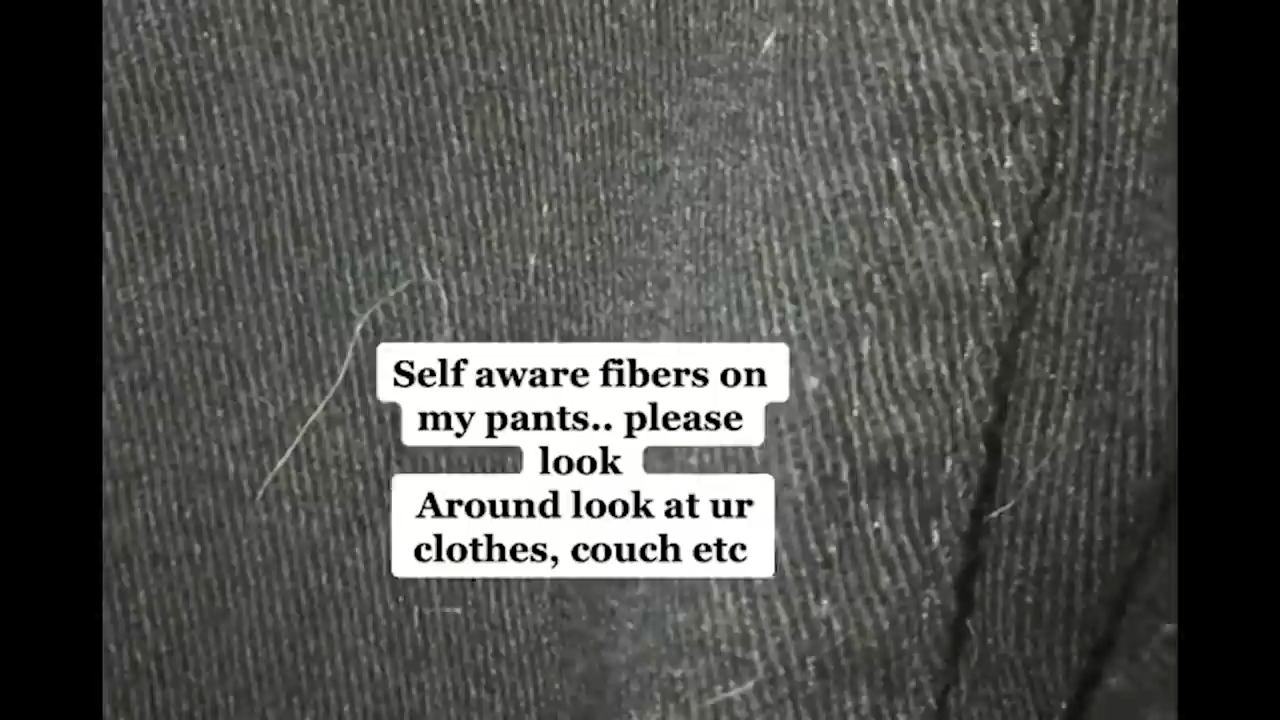 Self aware fibers on
my pants.. please
look
Around look at ur
clothes, couch etc